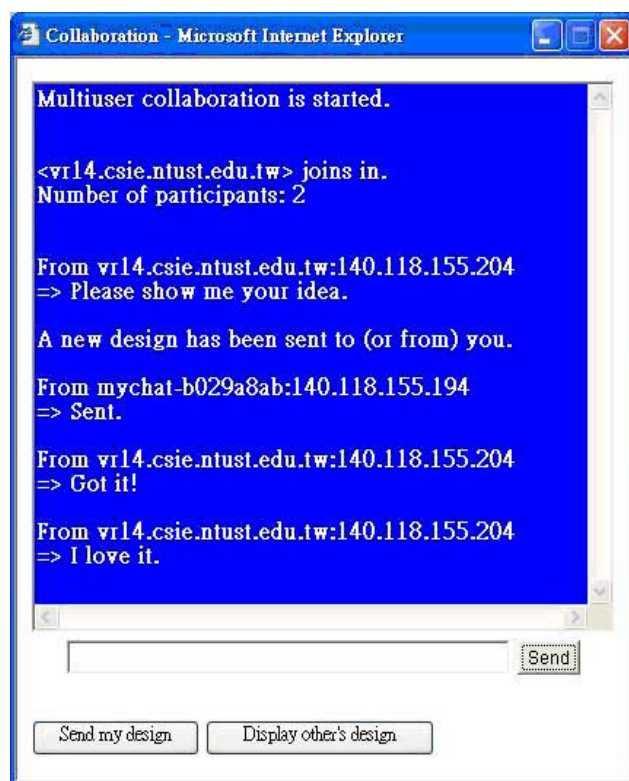 Collaboration - Microsoft Internet Explorer
Multiuser collaboration is started.
<vr14.csie.ntust.edu.tw> joins in.
Number of participants: 2
From vr14.csie.ntust.edu.tw:140.118.155.204
=> Please show me your idea.
A new design has been sent to (or from) you.
From mychat-b029a8ab:140.118.155.194
=> Sent.
From vr14.csie.ntust.edu.tw:140.118.155.204
=> Got it!
From vr14.csie.ntust.edu.tw:140.118.155.204
=> I love it.
Send
Send my design Display other's design